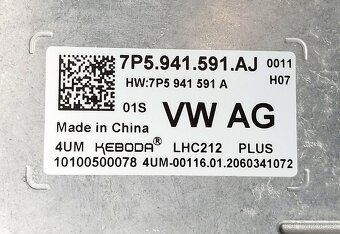 7P5.941.591.AJ 0011
HW:7P5 941 591 A H07
01S VW AG
Made in China
4UM KEBODA® LHC212 PLUS
10100500078 4UM-00116.01.2060341072